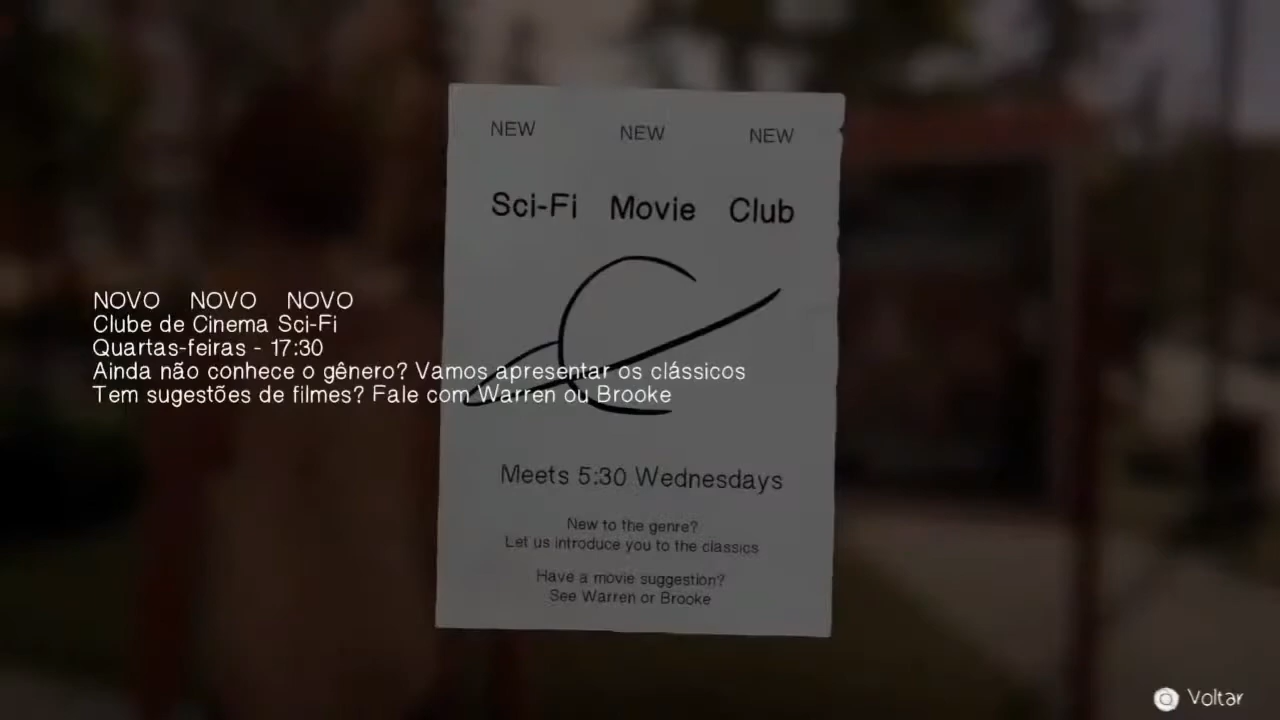 NEW NEW NEW
Sci-Fi Movie Club
NOVO NOVO NOVO
Clube de Cinema Sci-Fi
Quartas-feiras - 17:30
Ainda não conhece o gênero? Vamos apresentar os clássicos
Tem sugestões de filmes? Fale com Warren ou Brooke
Meets 5:30 Wednesdays
New to the genre?
Let us introduce you to the classics
Have a movie suggestion?
See Warren or Brooke
Voltar